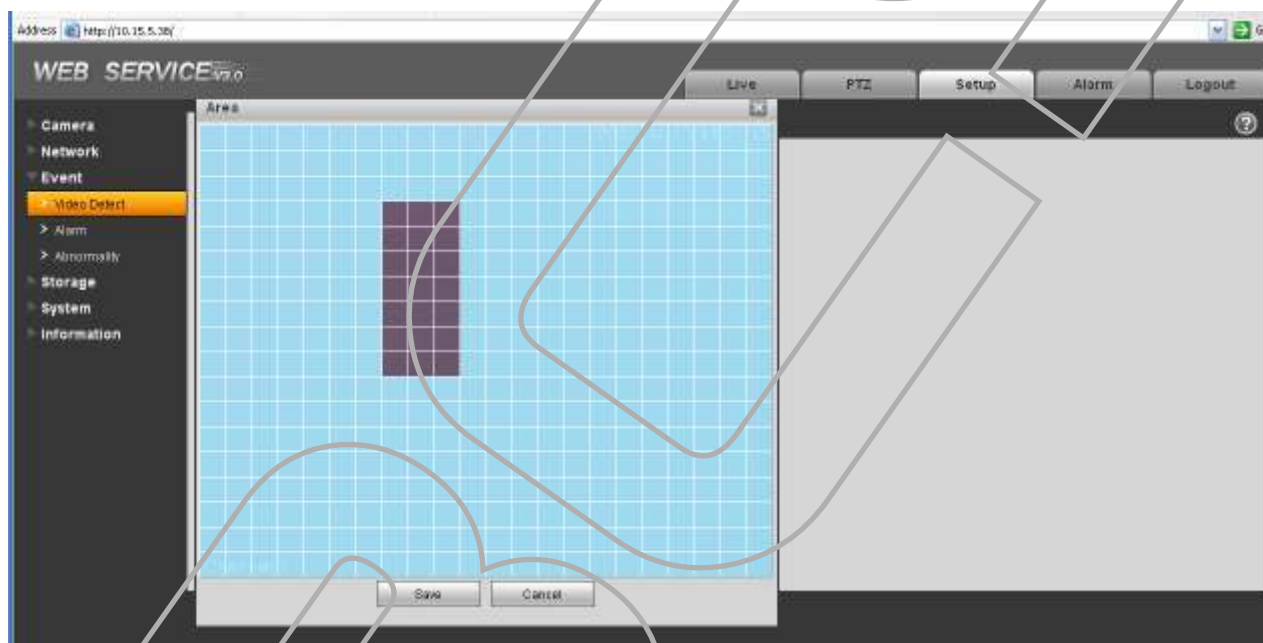 Address http://10.15.5.38/
WEB SERVICE V3.0
Live
PTZ
Setup
Alarm
Logout
Area
Camera
Network
Event
> Video Detect
> Alarm
> Abnormality
Storage
System
Information
Save
Cancel